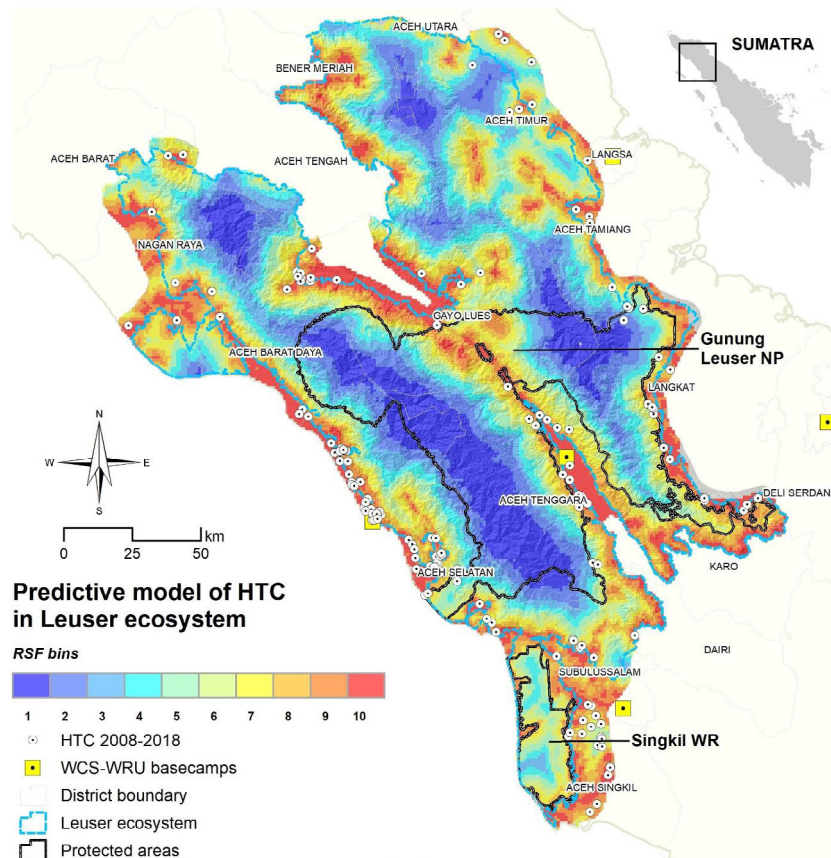 ACEH UTARA
SUMATRA
BENER MERIAH
ACEH TIMUR
ACEH BARAT
ACEH TENGAH
LANGSA
ACEH TAMIANG
NAGAN RAYA
GAYO LUES
Gunung
Leuser NP
ACEH BARAT DAYA
LANGKAT
N
W E
S
DELI SERDAN
ACEH TENGGARA
0 25 50 km
KARO
ACEH SELATAN
Predictive model of HTC
in Leuser ecosystem
DAIRI
RSF bins
SUBULUSSALAM
1 2 3 4 5 6 7 8 9 10
HTC 2008-2018
Singkil WR
WCS-WRU basecamps
ACEH SINGKIL
District boundary
Leuser ecosystem
Protected areas